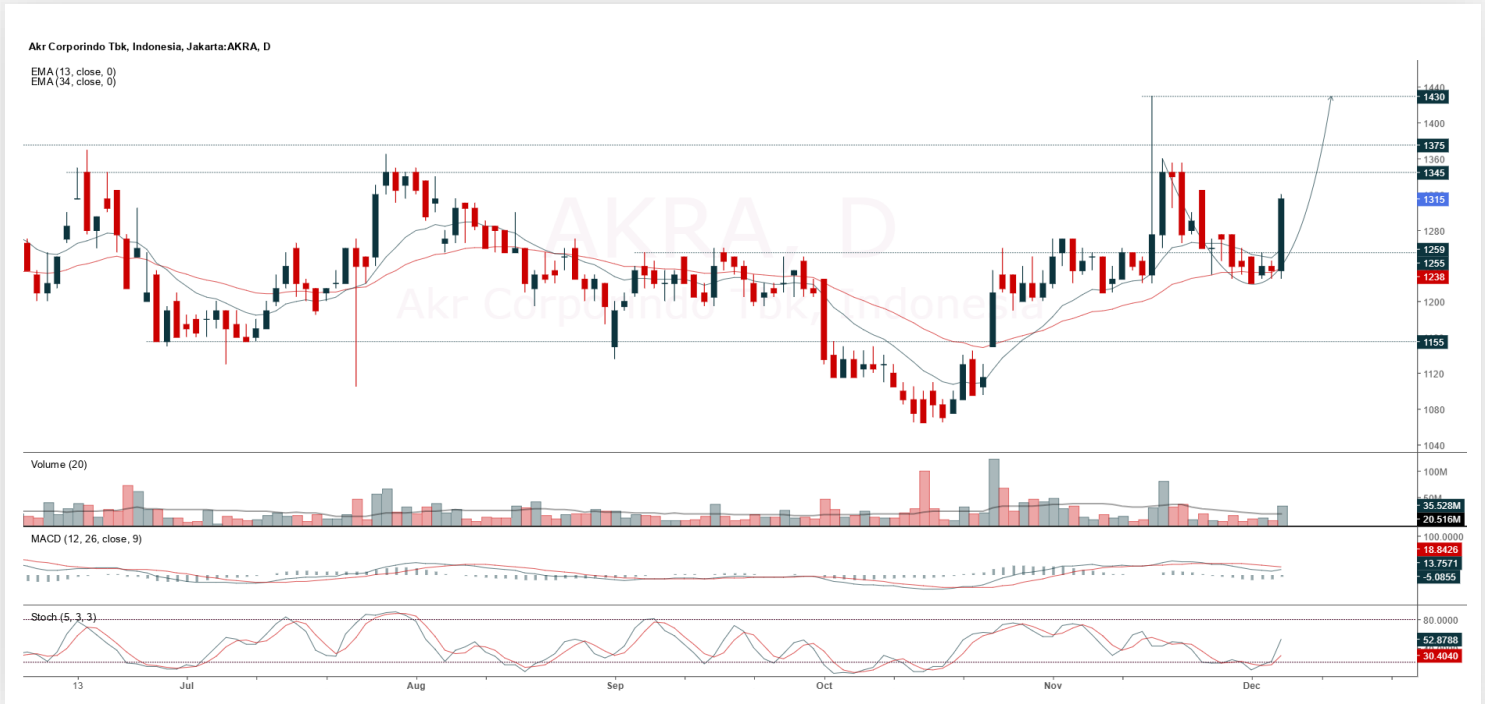 Akr Corporindo Tbk, Indonesia, Jakarta:AKRA, D
EMA (13, close, 0)
EMA (34, close, 0)
AKRA, D
Akr Corporindo Tbk, Indonesia
1440
1430
1400
1375
1360
1345
1315
1280
1259
1255
1238
1200
1155
1120
1080
1040
Volume (20)
100M
50M
35.528M
20.516M
MACD (12, 26, close, 9)
100.0000
18.8426
13.7571
-5.0855
Stoch (5, 3, 3)
80.0000
52.8788
30.4040
13 Jul Aug Sep Oct Nov Dec